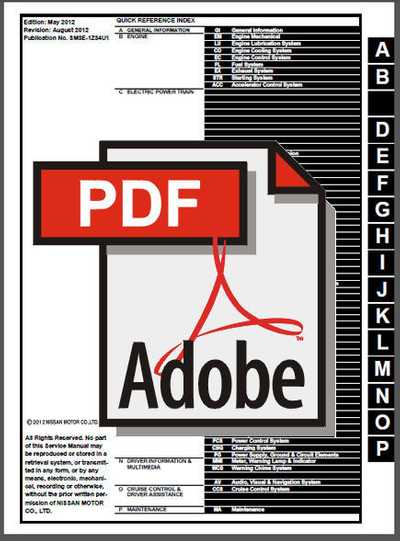 Edition: May 2012
Revision: August 2012
Publication No. SM3E-1Z34U1
QUICK REFERENCE INDEX
A GENERAL INFORMATION
GI General Information
B ENGINE
EM Engine Mechanical
LU Engine Lubrication System
CO Engine Cooling System
EC Engine Control System
FL Fuel System
EX Exhaust System
STR Starting System
ACC Accelerator Control System
C ELECTRIC POWER TRAIN
A
B
D
E
F
G
H
I
J
K
L
M
N
O
P
PDF
Adobe
TM
© 2012 NISSAN MOTOR CO.,LTD.
All Rights Reserved. No part
of this Service Manual may
be reproduced or stored in a
retrieval system, or transmit-
ted in any form, or by any
means, electronic, mechani-
cal, recording or otherwise,
without the prior written per-
mission of NISSAN MOTOR
CO., LTD.
PCS Power Control System
CHG Charging System
PG Power Supply, Ground & Circuit Elements
MWI Meter, Warning Lamp & Indicator
WCS Warning Chime System
N DRIVER INFORMATION &
MULTIMEDIA
AV Audio, Visual & Navigation System
O CRUISE CONTROL &
DRIVER ASSISTANCE
CCS Cruise Control System
P MAINTENANCE
MA Maintenance